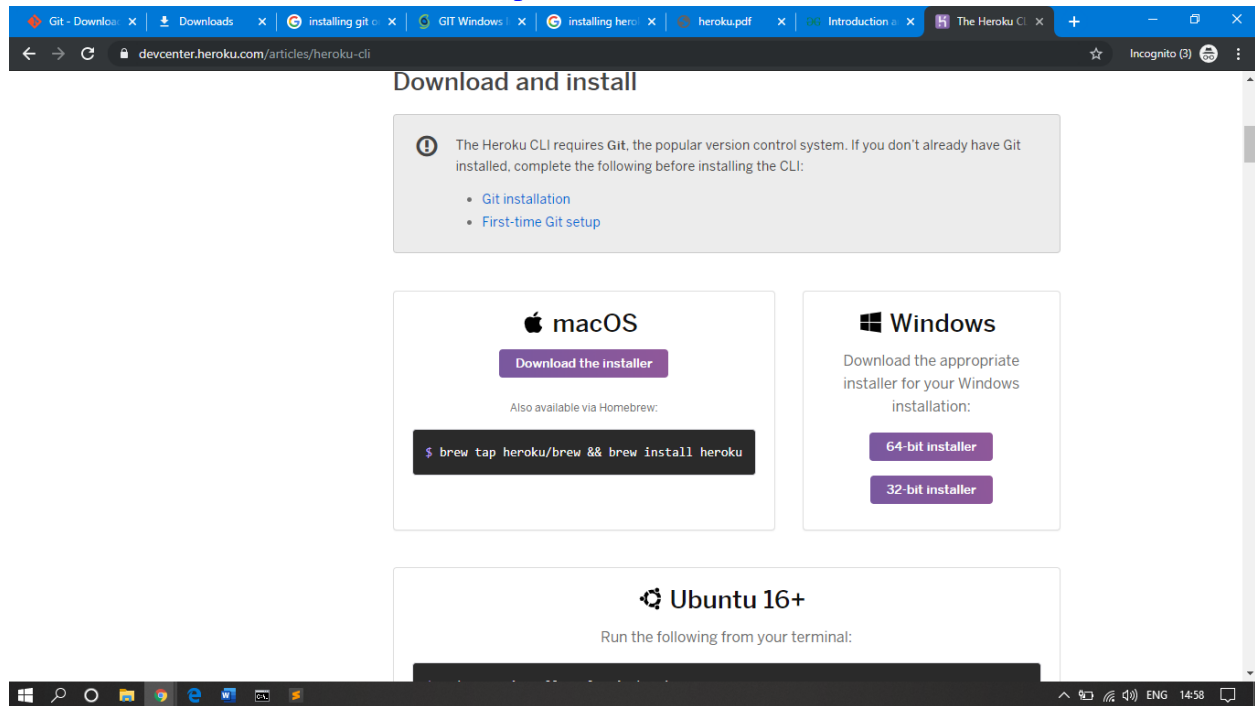 Git - Downloa
Downloads
installing git o
GIT Windows
installing herol
heroku.pdf
Introduction a
The Heroku Cl
devcenter.heroku.com/articles/heroku-cli
Incognito (3)
Download and install
The Heroku CLI requires Git, the popular version control system. If you don't already have Git
installed, complete the following before installing the CLI:
Git installation
First-time Git setup
macOS
Download the installer
Also available via Homebrew:
$ brew tap heroku/brew && brew install heroku
Windows
Download the appropriate
installer for your Windows
installation:
64-bit installer
32-bit installer
Ubuntu 16+
Run the following from your terminal:
ENG 14:58